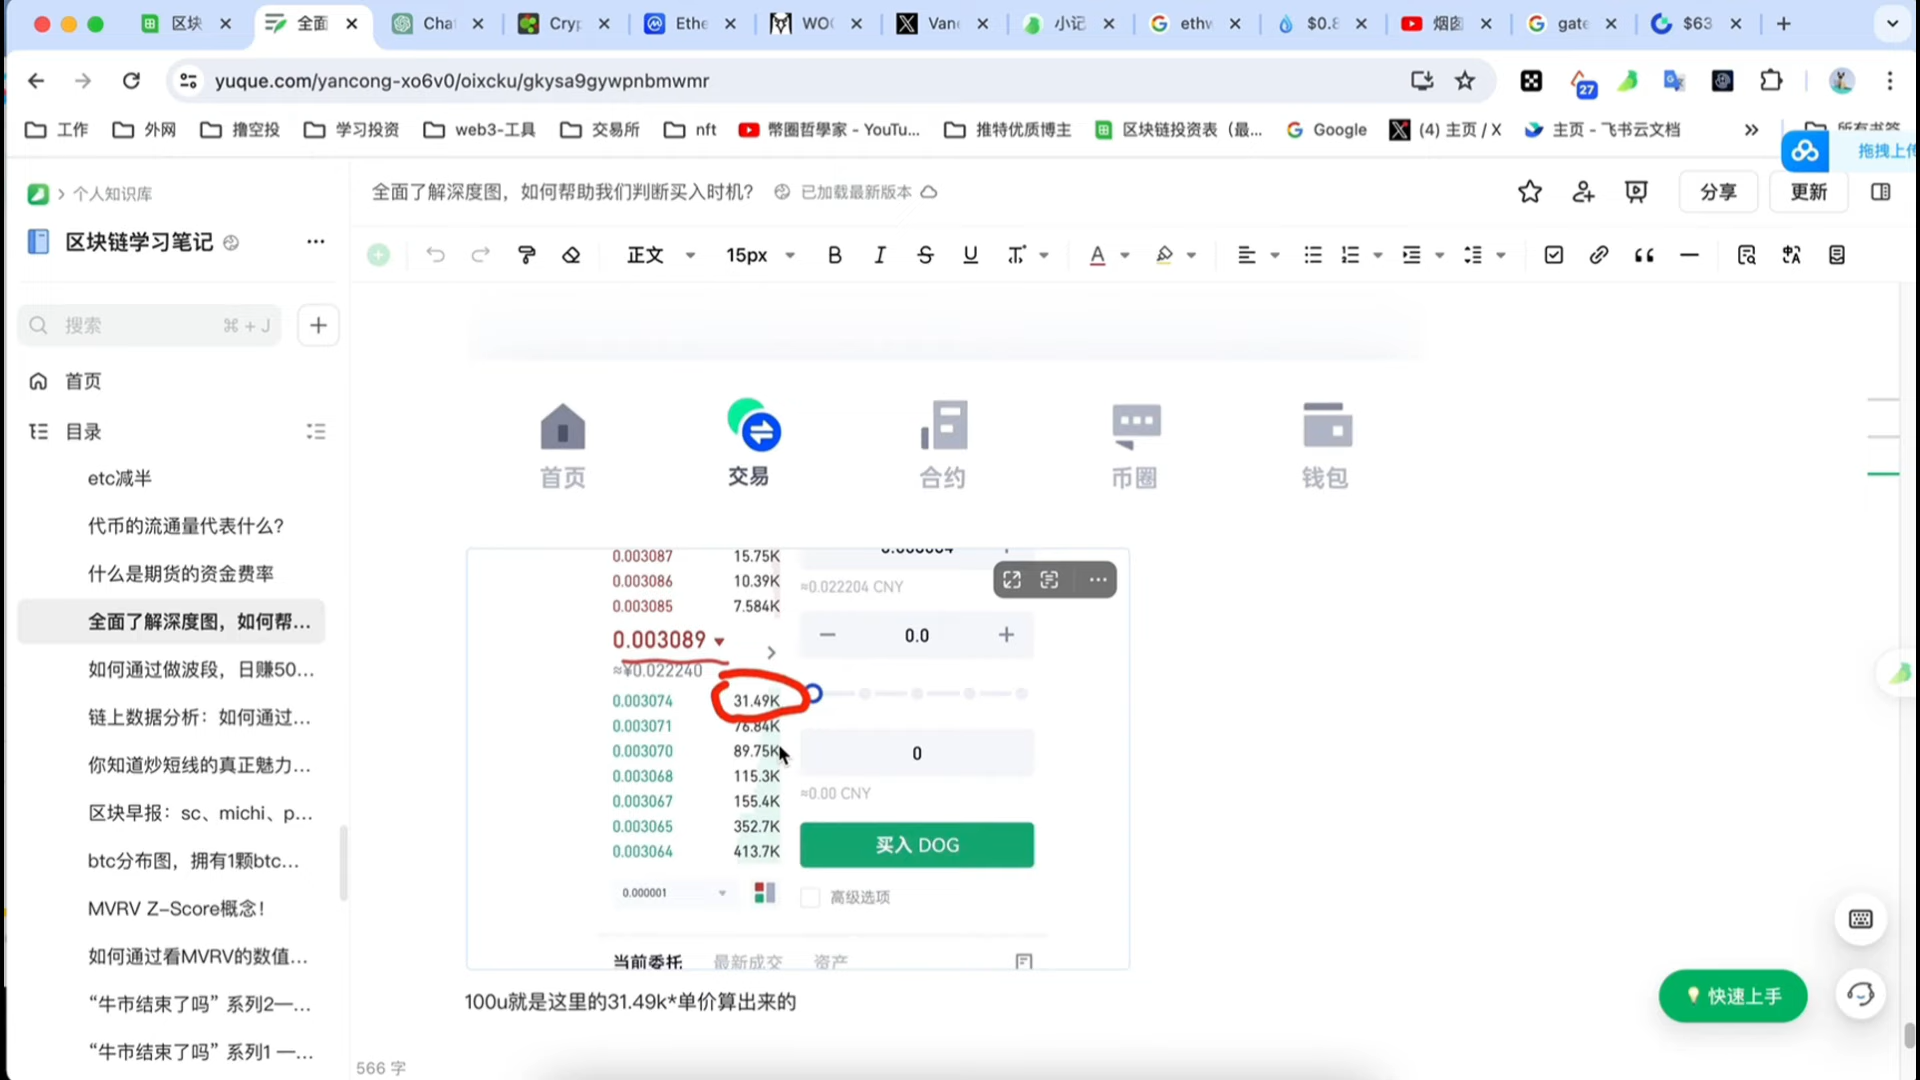 区块
全面
Cha
Cryp
Ethe
WOO
Van
小记
ethw
$0.8
烟囱
gate
$63
yuque.com/yancong-xo6v0/oixcku/gkysa9gywpnbmwmr
27
工作
外网
撸空投
学习投资
web3-工具
交易所
nft
幣圈哲學家 - YouTu...
推特优质博主
区块链投资表（最...
Google
(4) 主页 / X
主页 - 飞书云文档
»
所有书签
拖拽上传
个人知识库
全面了解深度图，如何帮助我们判断买入时机？
已加载最新版本
分享
更新
区块链学习笔记
正文
15px
搜索
⌘ + J
首页
目录
etc减半
代币的流通量代表什么？
什么是期货的资金费率
全面了解深度图，如何帮...
如何通过做波段，日赚50...
链上数据分析：如何通过...
你知道炒短线的真正魅力...
区块早报：sc、michi、p...
btc分布图，拥有1颗btc...
MVRV Z-Score概念！
如何通过看MVRV的数值...
“牛市结束了吗”系列2—...
“牛市结束了吗”系列1 —...
首页
交易
合约
币圈
钱包
0.003087 15.75K
0.003086 10.39K
0.003085 7.584K
0.003089
≈¥0.022240
0.003074 31.49K
0.003071 76.84K
0.003070 89.75K
0.003068 115.3K
0.003067 155.4K
0.003065 352.7K
0.003064 413.7K
0.000001
≈0.022204 CNY
0.0
0
≈0.00 CNY
买入 DOG
高级选项
当前委托
最新成交
资产
100u就是这里的31.49k*单价算出来的
566 字
快速上手